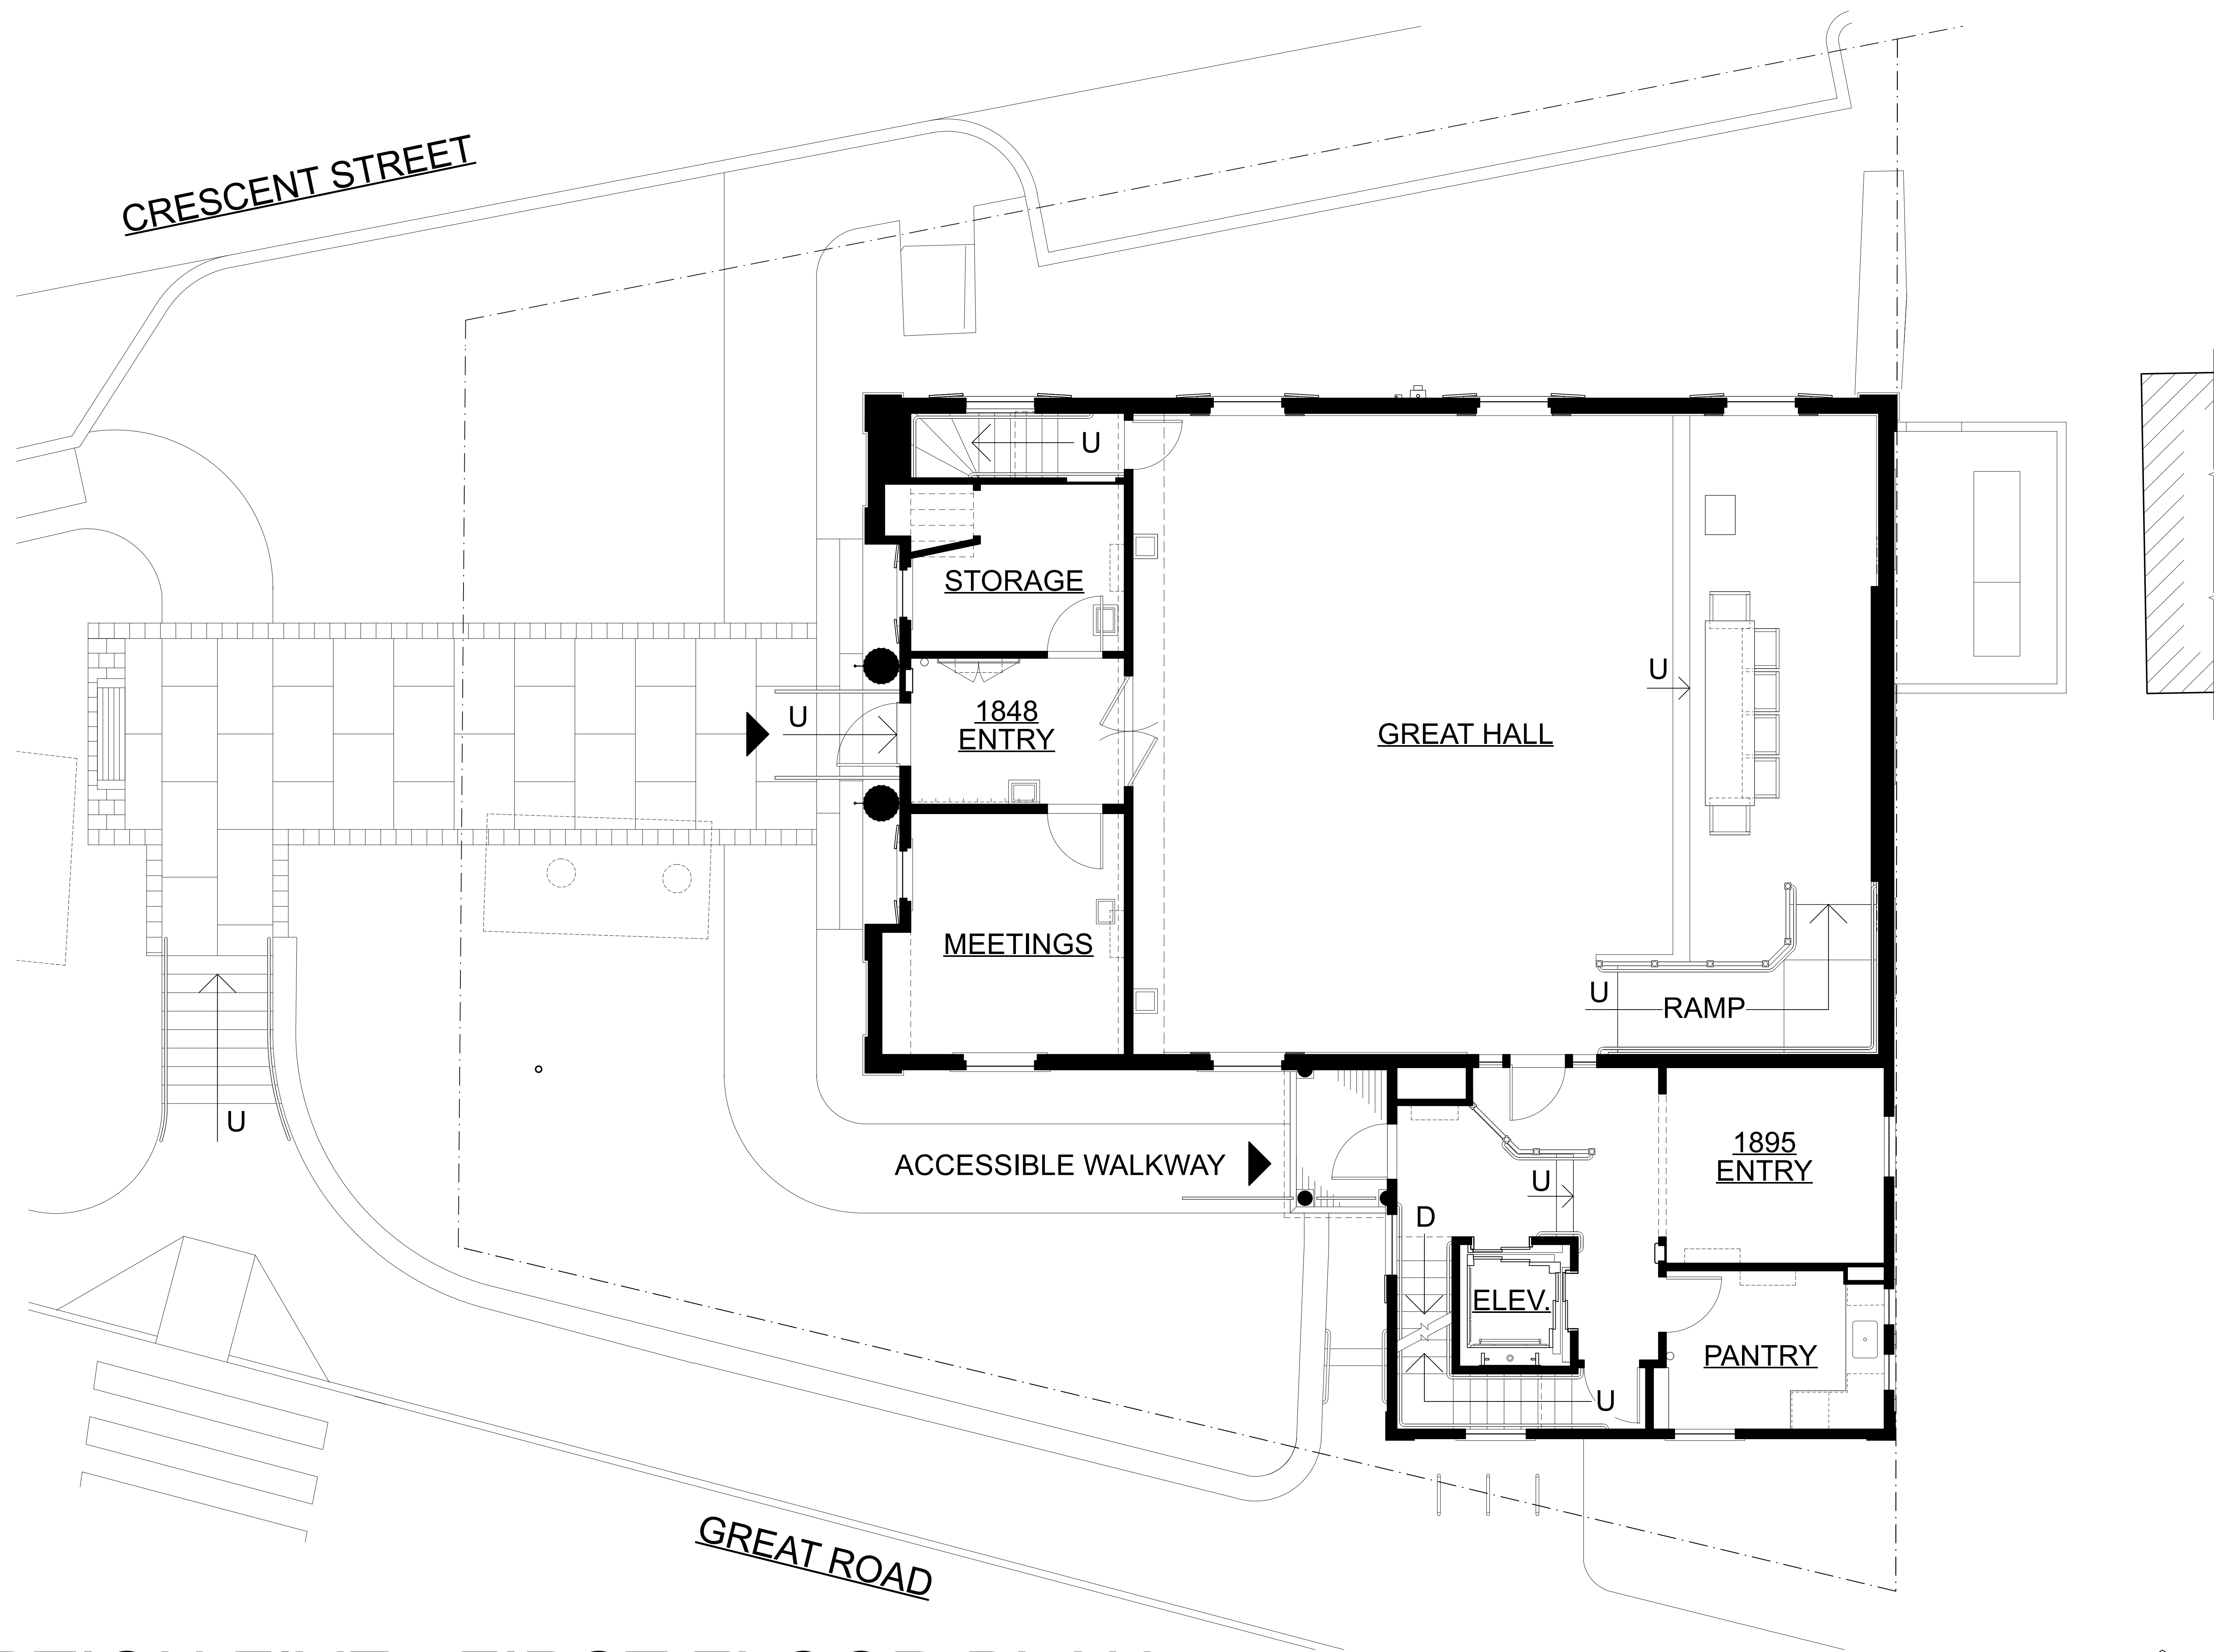 CRESCENT STREET
U
STORAGE
U
1848
ENTRY
GREAT HALL
U
MEETINGS
U
RAMP
U
ACCESSIBLE WALKWAY
1895
ENTRY
U
D
ELEV.
PANTRY
U
GREAT ROAD